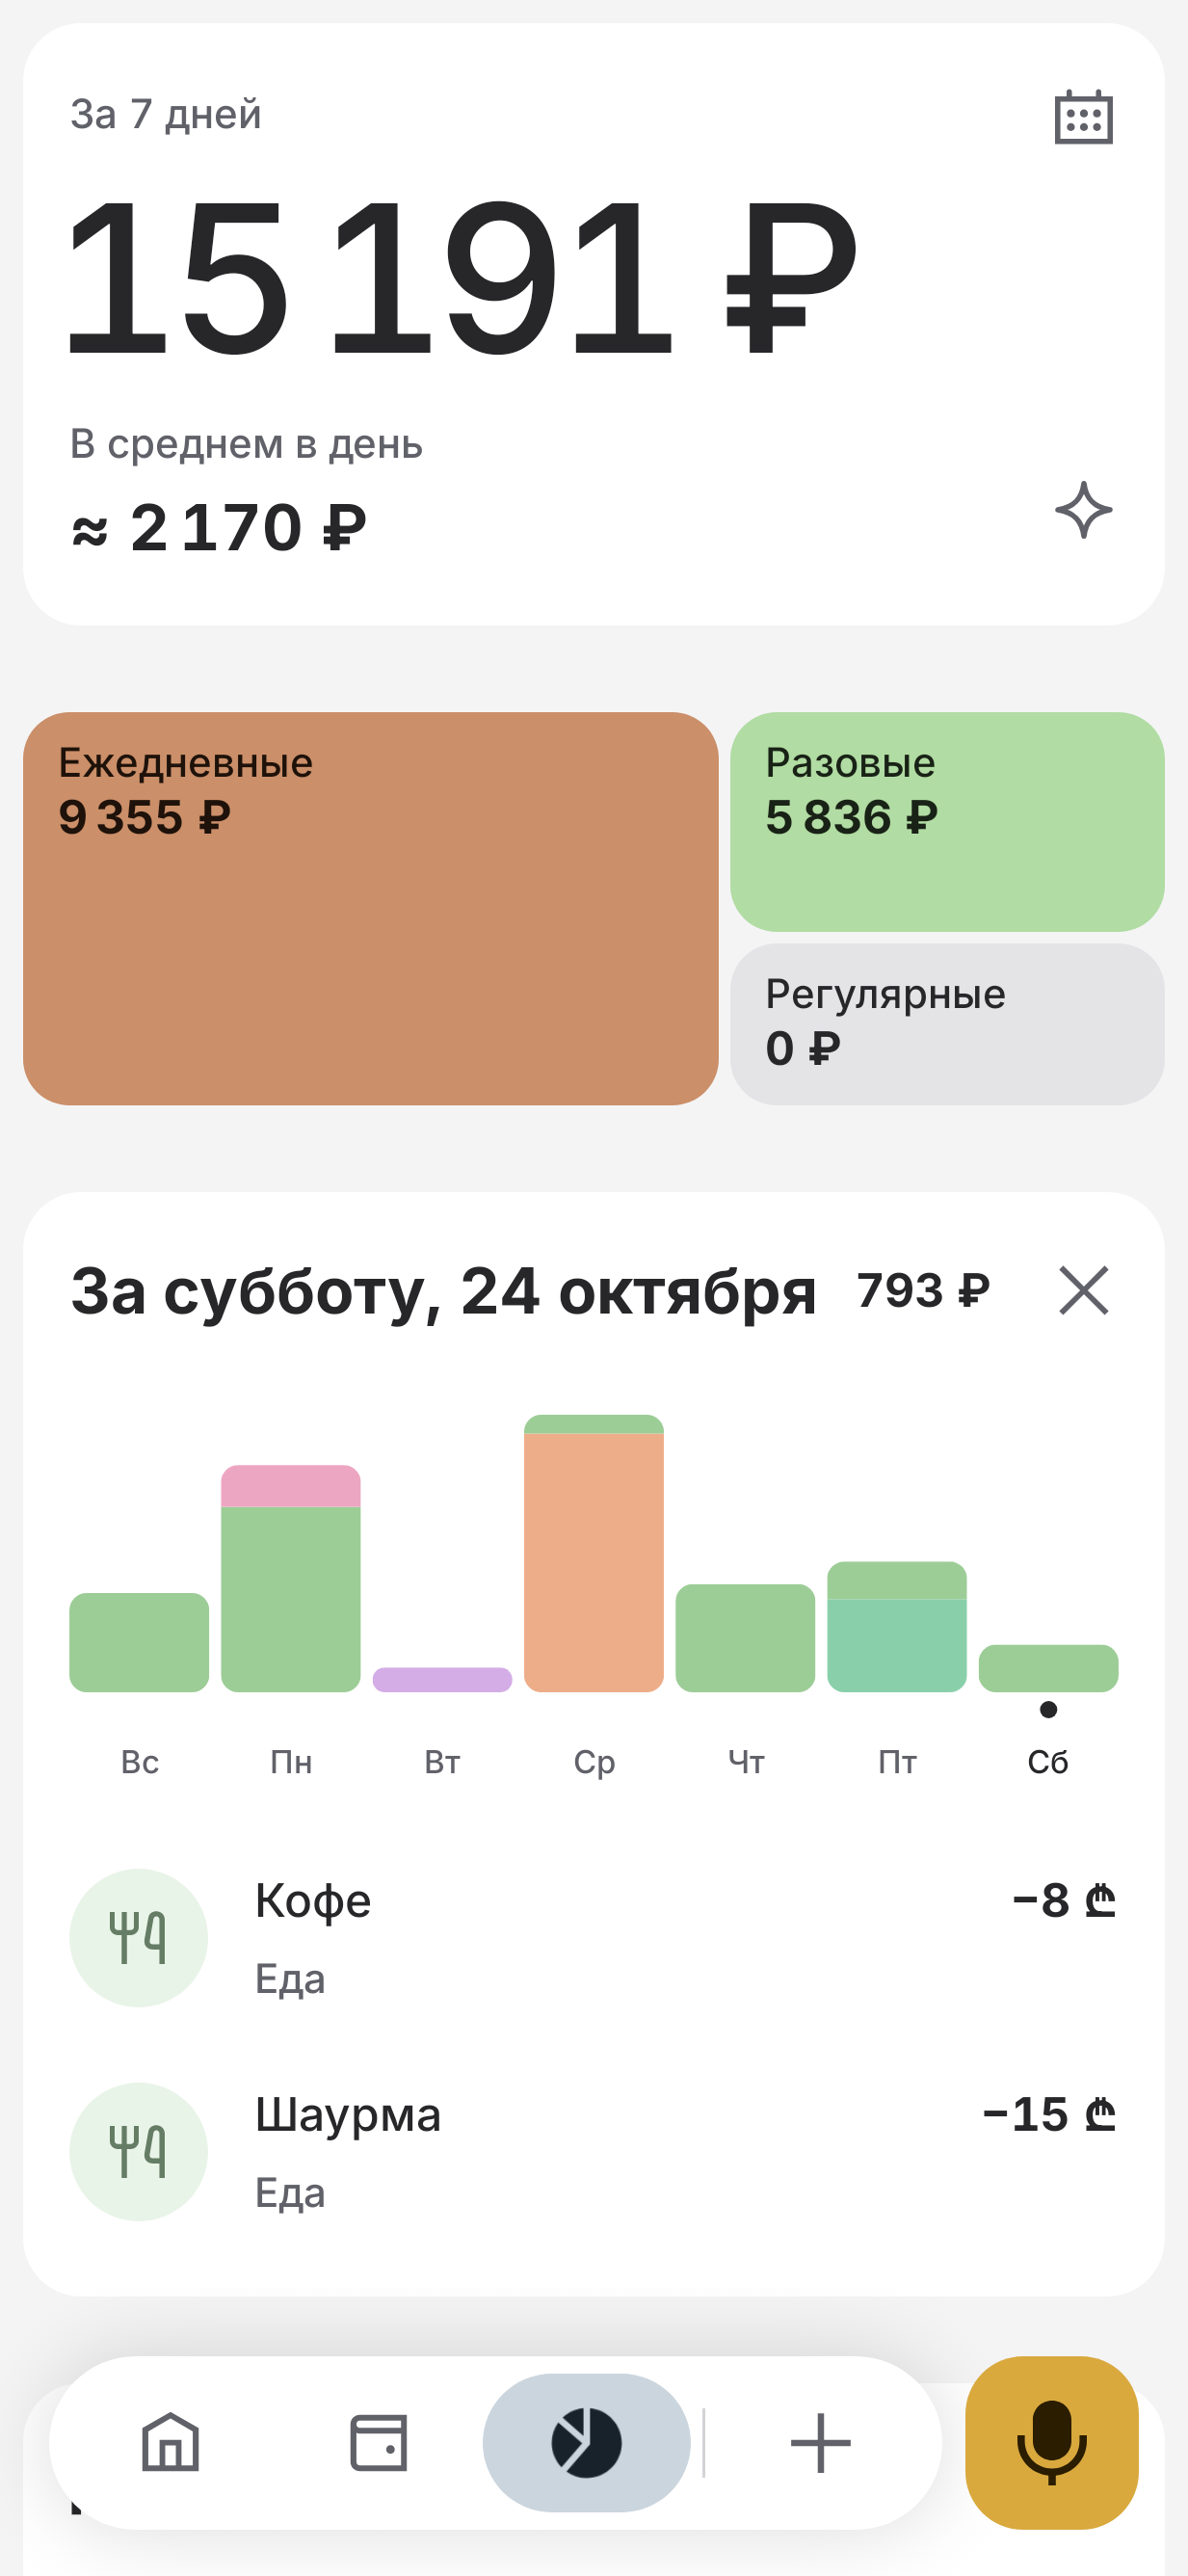 За 7 дней
15 191 ₽
В среднем в день
≈ 2 170 ₽
Ежедневные
9 355 ₽
Разовые
5 836 ₽
Регулярные
0 ₽
За субботу, 24 октября 793 ₽
Вс Пн Вт Ср Чт Пт Сб
Кофе −8 ₾
Еда
Шаурма −15 ₾
Еда